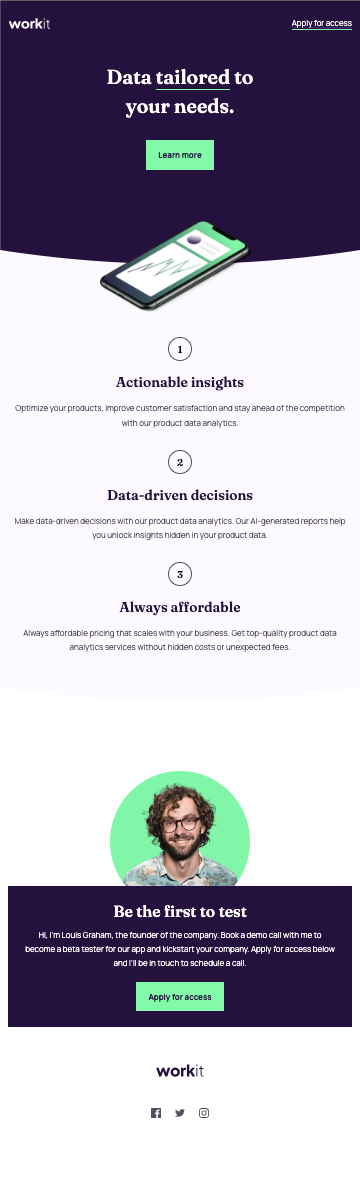 workit
Apply for access
Data tailored to
your needs.
Learn more
1
Actionable insights
Optimize your products, improve customer satisfaction and stay ahead of the competition
with our product data analytics.
2
Data-driven decisions
Make data-driven decisions with our product data analytics. Our AI-generated reports help
you unlock insights hidden in your product data.
3
Always affordable
Always affordable pricing that scales with your business. Get top-quality product data
analytics services without hidden costs or unexpected fees.
Be the first to test
Hi, I'm Louis Graham, the founder of the company. Book a demo call with me to
become a beta tester for our app and kickstart your company. Apply for access below
and I'll be in touch to schedule a call.
Apply for access
workit